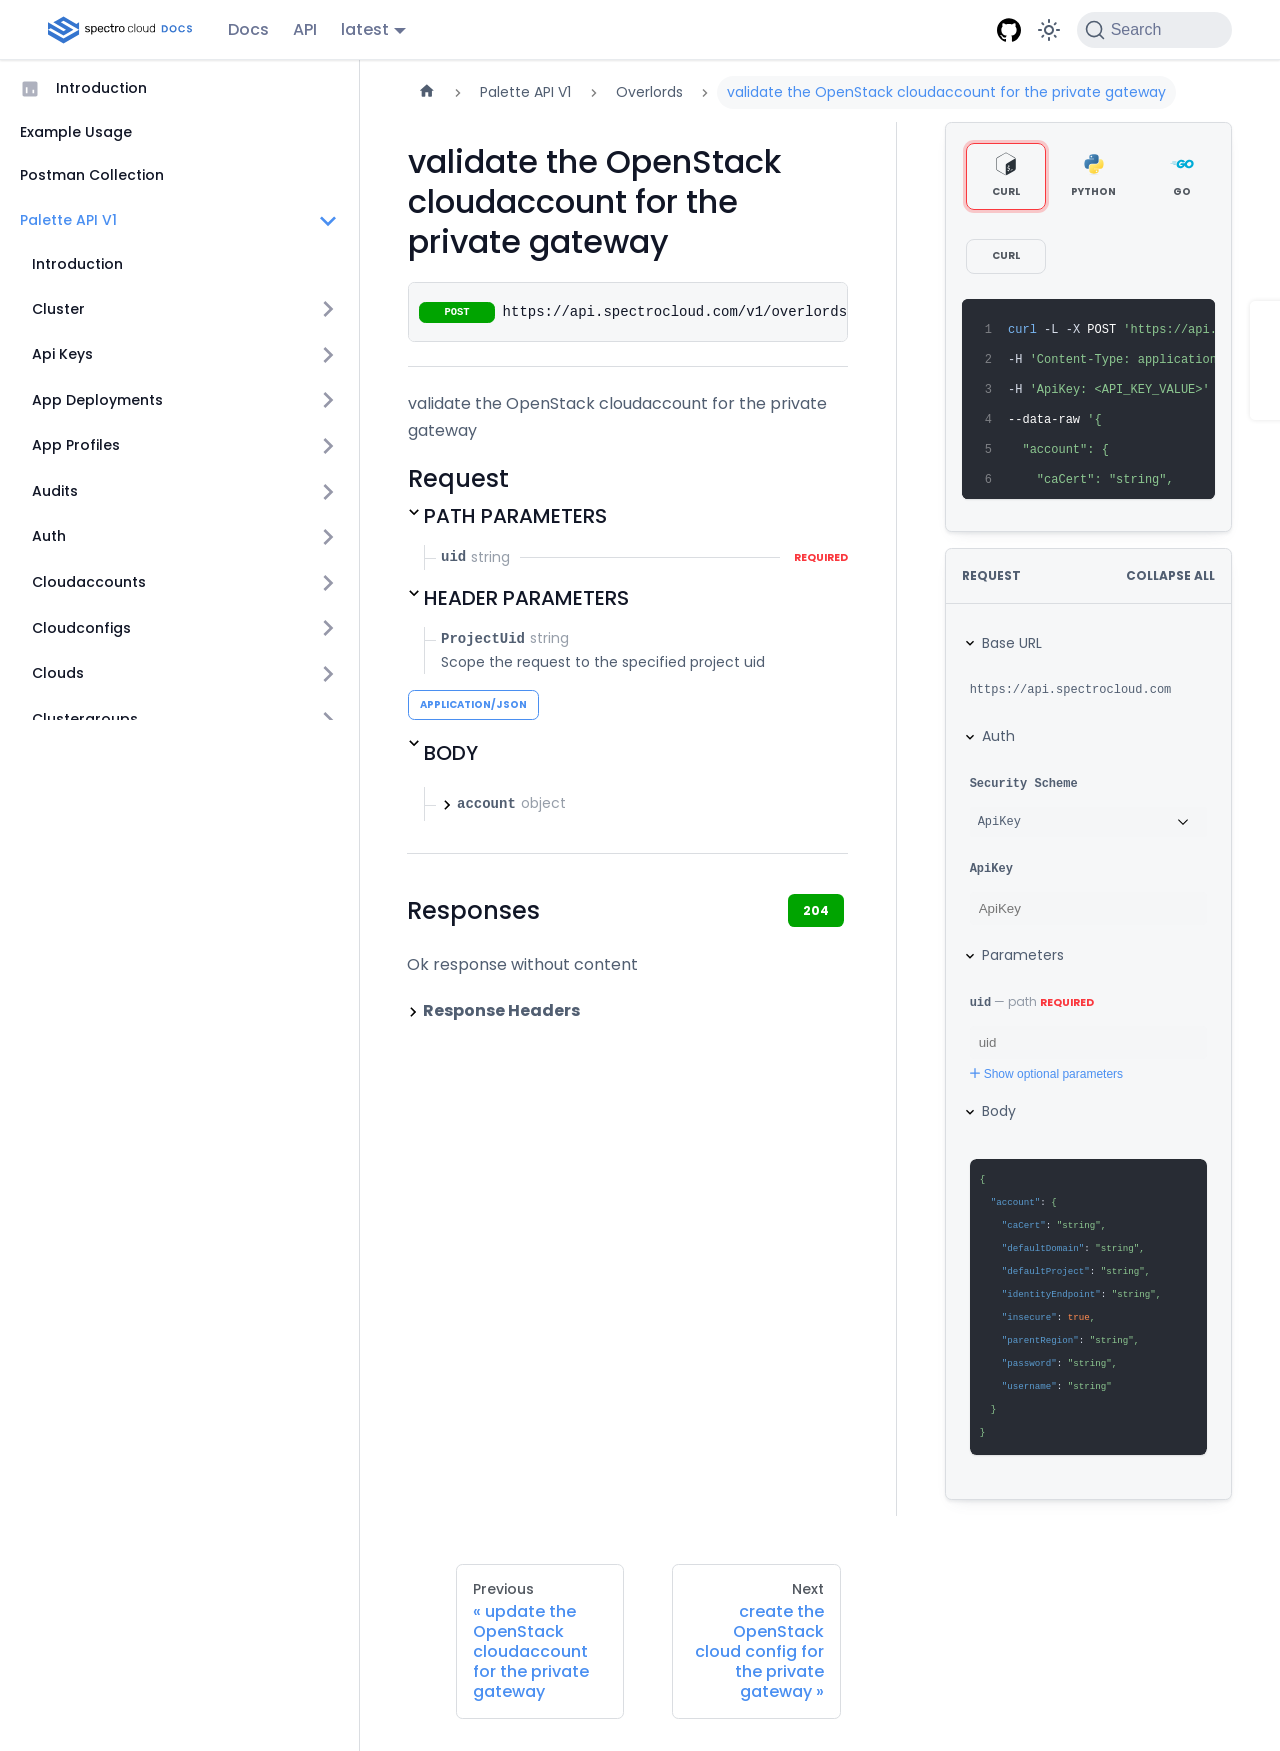 spectro cloud DOCS
Docs
API
latest
Search
Introduction
Example Usage
Postman Collection
Palette API V1
Introduction
Cluster
Api Keys
App Deployments
App Profiles
Audits
Auth
Cloudaccounts
Cloudconfigs
Clouds
Clustergroups
Palette API V1
Overlords
validate the OpenStack cloudaccount for the private gateway
validate the OpenStack
cloudaccount for the
private gateway
POST https://api.spectrocloud.com/v1/overlords
validate the OpenStack cloudaccount for the private
gateway
Request
PATH PARAMETERS
uid string REQUIRED
HEADER PARAMETERS
ProjectUid string
Scope the request to the specified project uid
APPLICATION/JSON
BODY
account object
Responses
204
Ok response without content
Response Headers
CURL
PYTHON
GO
CURL
1 curl -L -X POST 'https://api.
2 -H 'Content-Type: application
3 -H 'ApiKey: <API_KEY_VALUE>'
4 --data-raw '{
5 "account": {
6 "caCert": "string",
REQUEST
COLLAPSE ALL
Base URL
https://api.spectrocloud.com
Auth
Security Scheme
ApiKey
ApiKey
ApiKey
Parameters
uid — path REQUIRED
uid
Show optional parameters
Body
{
"account": {
"caCert": "string",
"defaultDomain": "string",
"defaultProject": "string",
"identityEndpoint": "string",
"insecure": true,
"parentRegion": "string",
"password": "string",
"username": "string"
}
}
Previous
« update the
OpenStack
cloudaccount
for the private
gateway
Next
create the
OpenStack
cloud config for
the private
gateway »